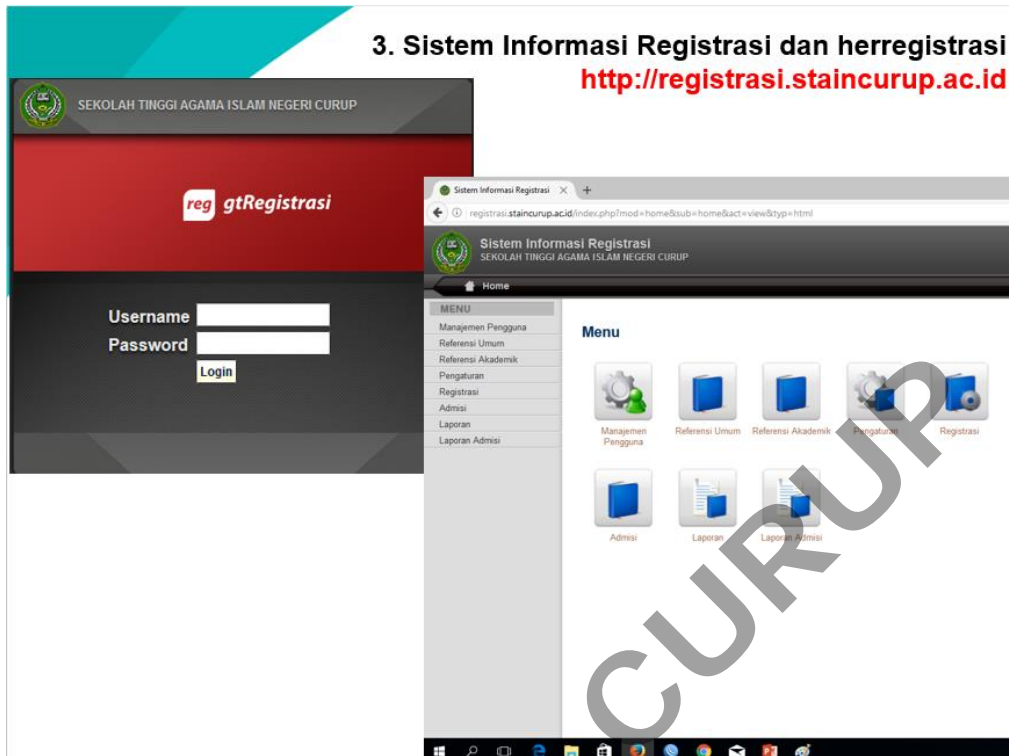 3. Sistem Informasi Registrasi dan herregistrasi
http://registrasi.staincurup.ac.id
SEKOLAH TINGGI AGAMA ISLAM NEGERI CURUP
reg gtRegistrasi
Username
Password
Login
Sistem Informasi Registrasi
registrasi.staincurup.ac.id/index.php?mod=home&sub=home&act=view&typ=html
Sistem Informasi Registrasi
SEKOLAH TINGGI AGAMA ISLAM NEGERI CURUP
Home
MENU
Manajemen Pengguna
Referensi Umum
Referensi Akademik
Pengaturan
Registrasi
Admisi
Laporan
Laporan Admisi
Menu
Manajemen Pengguna
Referensi Umum
Referensi Akademik
Pengaturan
Registrasi
Admisi
Laporan
Laporan Admisi
CURUP